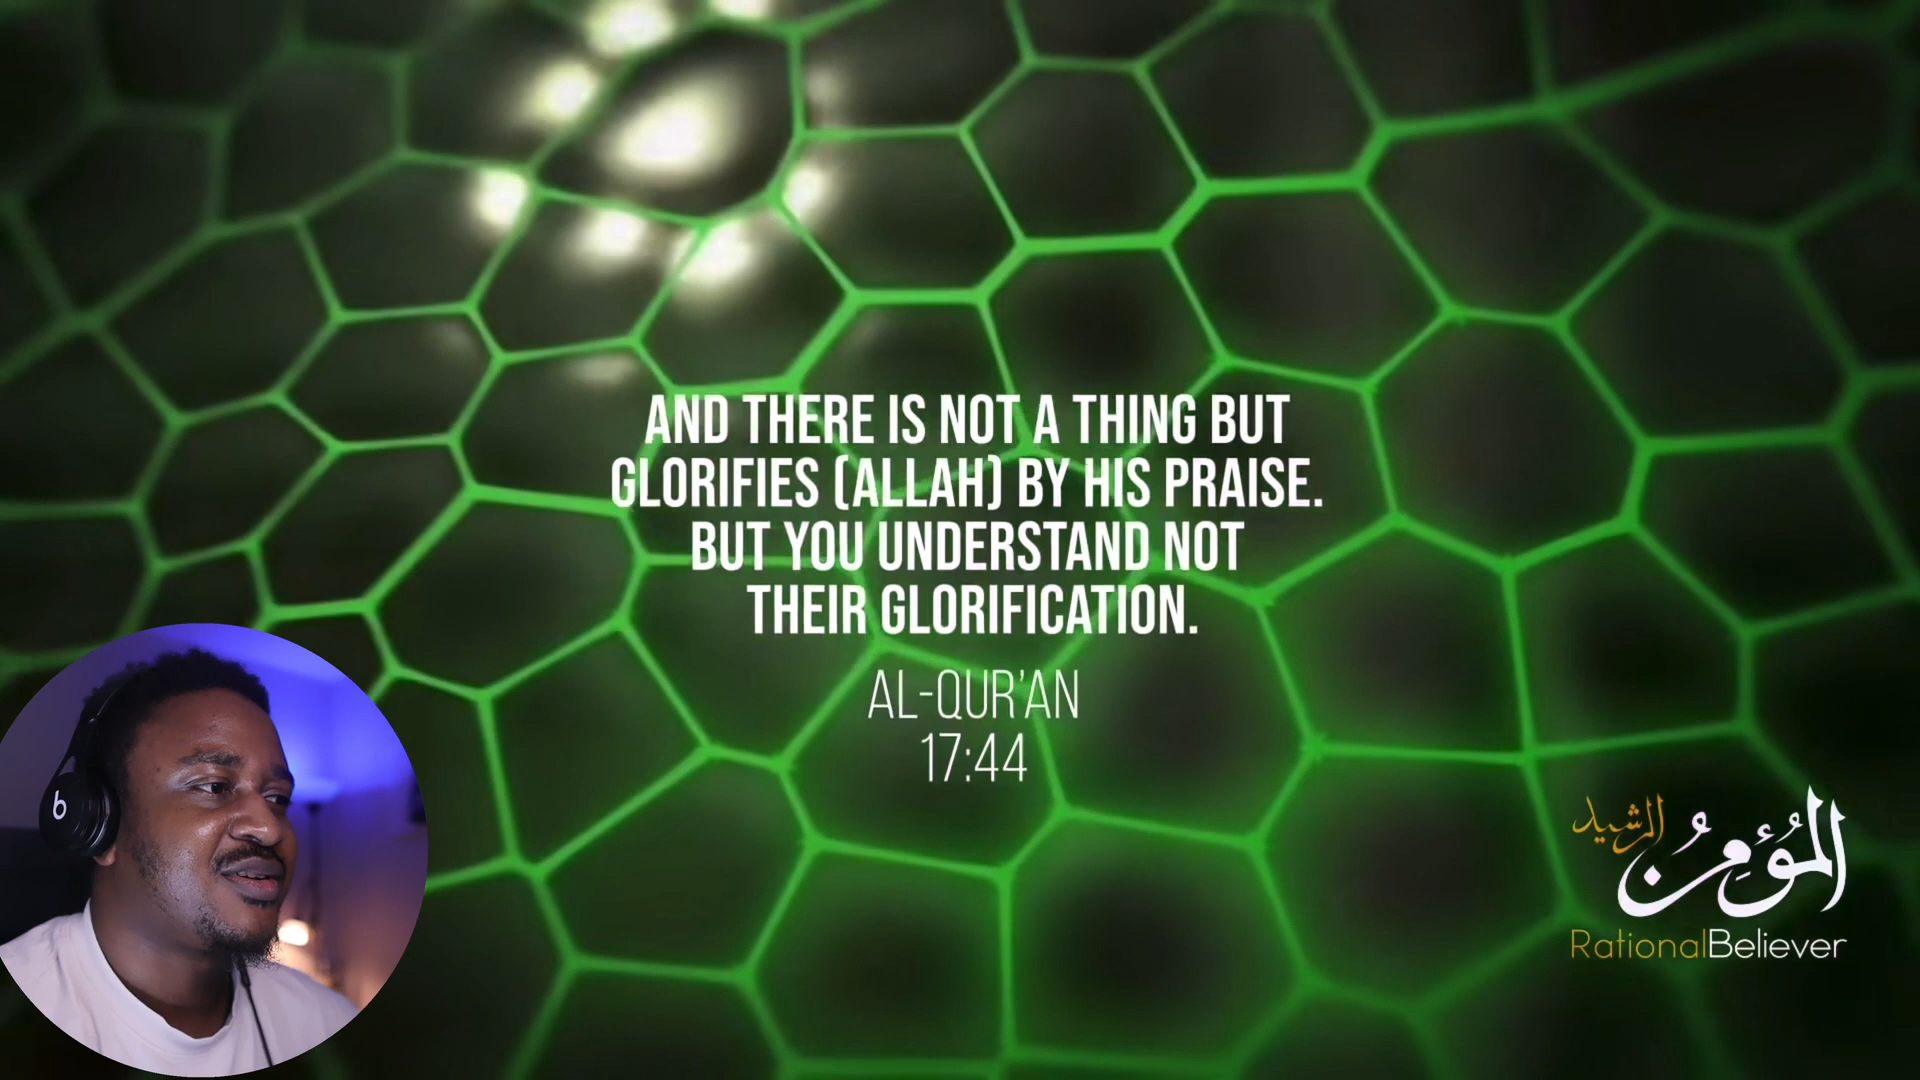 AND THERE IS NOT A THING BUT
GLORIFIES (ALLAH) BY HIS PRAISE.
BUT YOU UNDERSTAND NOT
THEIR GLORIFICATION.
AL-QUR'AN
17:44
b
المُؤْمِنُ الرشيد
RationalBeliever